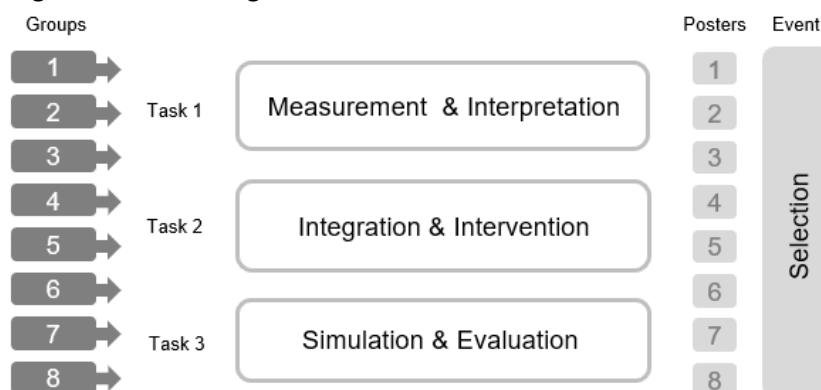 Groups Posters Event
1 1
2 Task 1 Measurement & Interpretation 2
3 3
4 4
Task 2 Integration & Intervention
5 5
Selection
6 6
7 Task 3 Simulation & Evaluation 7
8 8